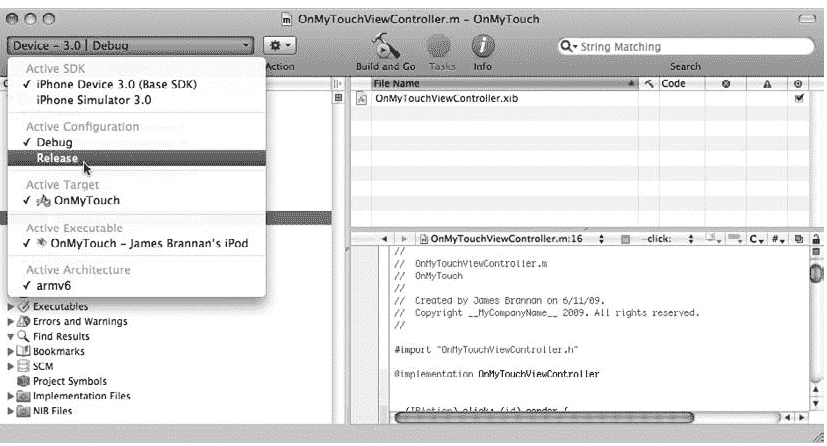 OnMyTouchViewController.m - OnMyTouch
Device - 3.0 | Debug
Action
Build and Go
Tasks
Info
String Matching
Search
Active SDK
✓ iPhone Device 3.0 (Base SDK)
iPhone Simulator 3.0
Active Configuration
✓ Debug
Release
Active Target
✓ OnMyTouch
Active Executable
✓ OnMyTouch - James Brannan's iPod
Active Architecture
✓ armv6
Executables
Errors and Warnings
Find Results
Bookmarks
SCM
Project Symbols
Implementation Files
NIB Files
File Name
Code
OnMyTouchViewController.xib
OnMyTouchViewController.m:16
-click:
C
#
//
// OnMyTouchViewController.m
// OnMyTouch
//
// Created by James Brannan on 6/11/09.
// Copyright __MyCompanyName__ 2009. All rights reserved.
//
#import "OnMyTouchViewController.h"
@implementation OnMyTouchViewController
(IBAction) click: (id) sender {